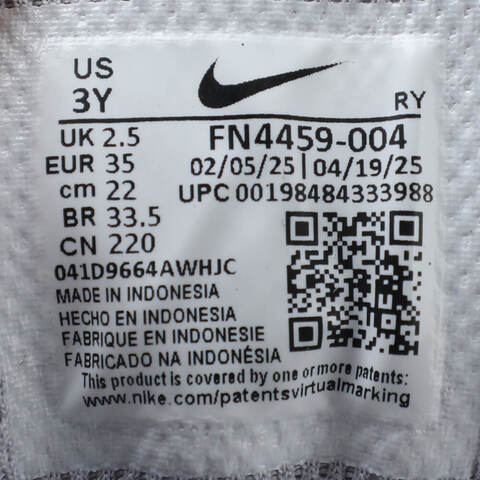 US
3Y
RY
UK 2.5
FN4459-004
EUR 35
02/05/25 | 04/19/25
cm 22
UPC 00198484333988
BR 33.5
CN 220
041D9664AWHJC
MADE IN INDONESIA
HECHO EN INDONESIA
FABRIQUE EN INDONESIE
FABRICADO NA INDONÉSIA
This product is covered by one or more patents:
www.nike.com/patentsvirtualmarking